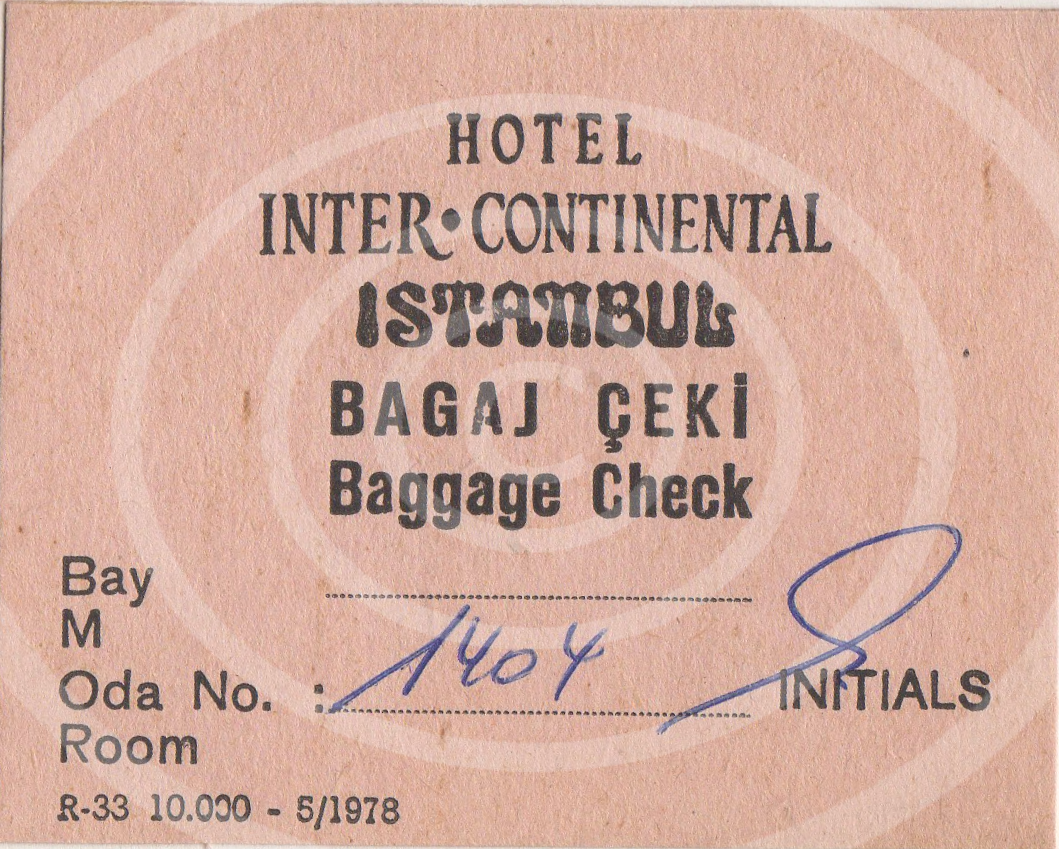 HOTEL
INTER•CONTINENTAL
ISTANBUL
BAGAJ ÇEKİ
Baggage Check
Bay
M
Oda No. : 1404 INITIALS
Room
R-33 10.000 - 5/1978